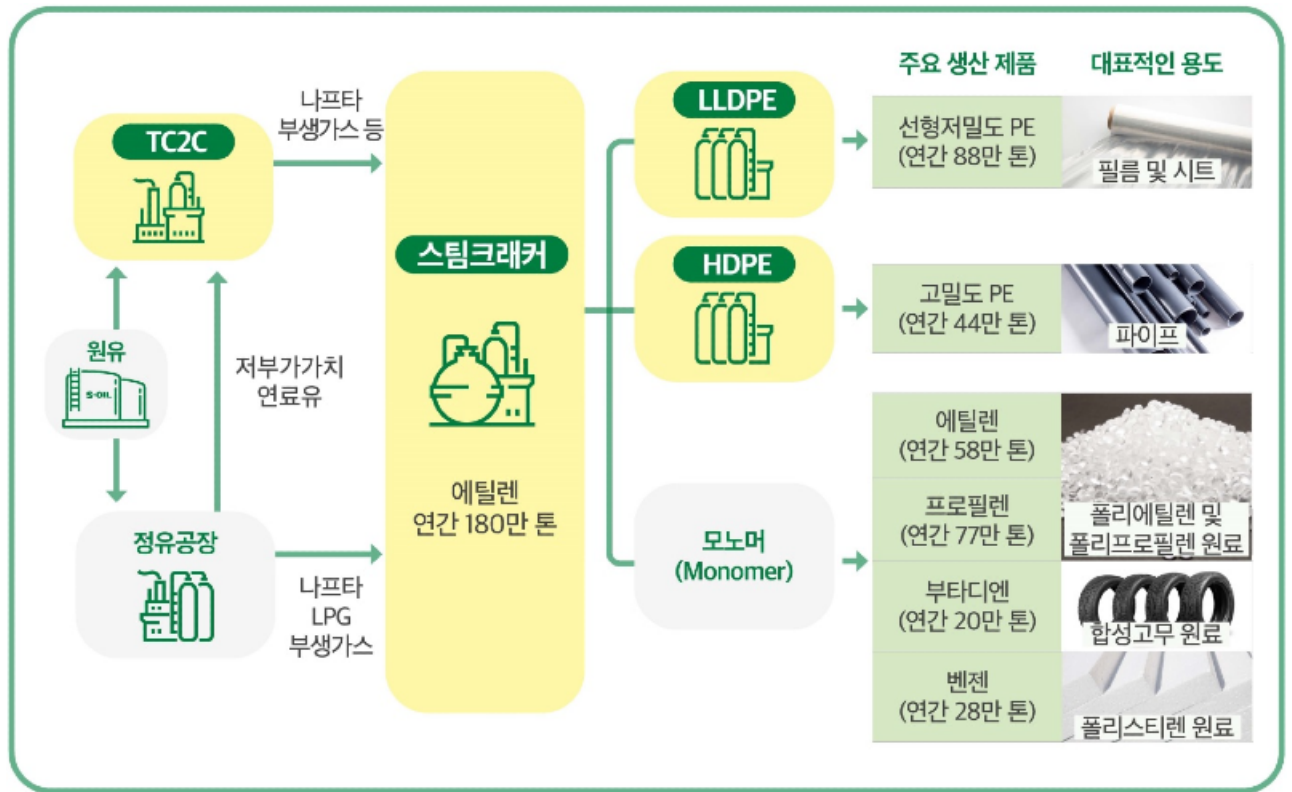 주요 생산 제품
대표적인 용도
TC2C
나프타
부생가스 등
원유
S-OIL
저부가가치
연료유
정유공장
나프타
LPG
부생가스
스팀크래커
에틸렌
연간 180만 톤
LLDPE
선형저밀도 PE
(연간 88만 톤)
필름 및 시트
HDPE
고밀도 PE
(연간 44만 톤)
파이프
모노머
(Monomer)
에틸렌
(연간 58만 톤)
프로필렌
(연간 77만 톤)
폴리에틸렌 및
폴리프로필렌 원료
부타디엔
(연간 20만 톤)
합성고무 원료
벤젠
(연간 28만 톤)
폴리스티렌 원료